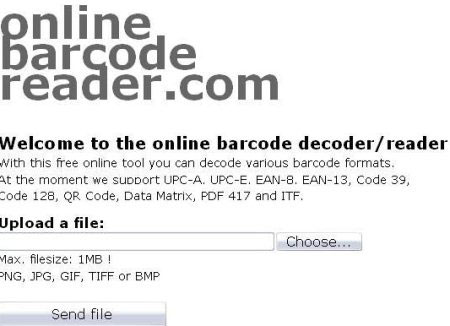 online
barcode
reader.com
Welcome to the online barcode decoder/reader
With this free online tool you can decode various barcode formats.
At the moment we support UPC-A, UPC-E, EAN-8, EAN-13, Code 39,
Code 128, QR Code, Data Matrix, PDF 417 and ITF.
Upload a file:
Choose...
Max. filesize: 1MB !
PNG, JPG, GIF, TIFF or BMP
Send file